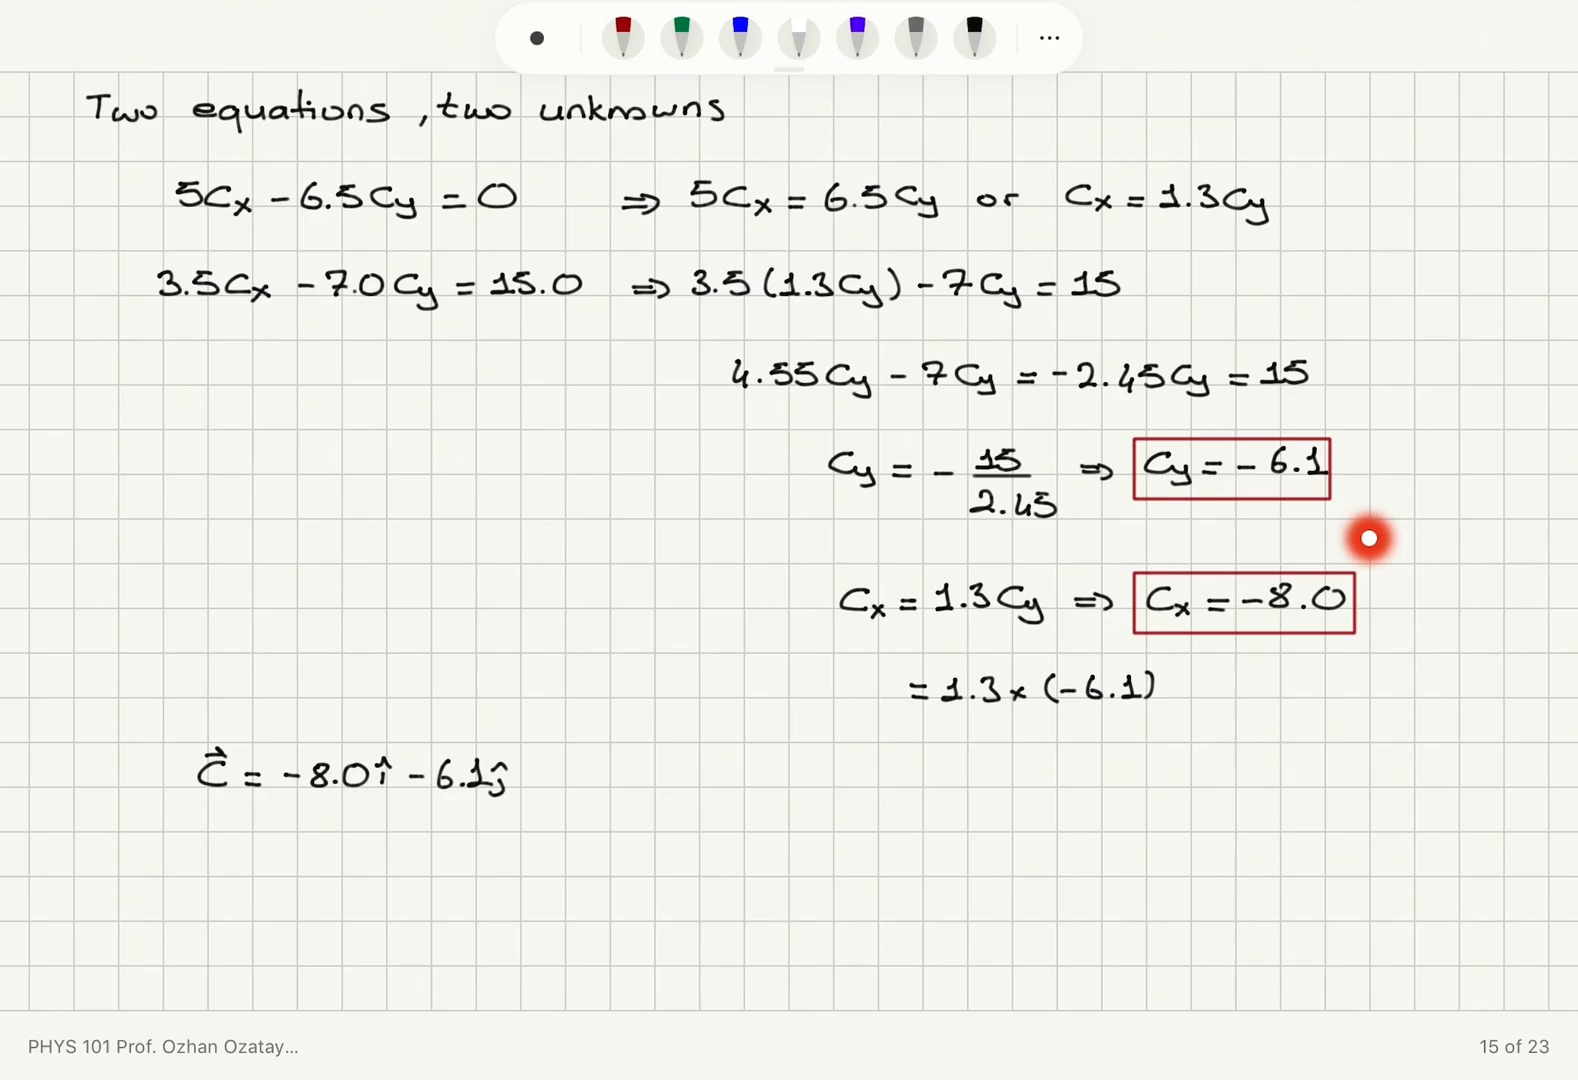 Two equations, two unknowns
5Cx - 6.5Cy = 0 ⇒ 5Cx = 6.5Cy or Cx = 1.3Cy
3.5Cx - 7.0Cy = 15.0 ⇒ 3.5(1.3Cy) - 7Cy = 15
4.55Cy - 7Cy = -2.45Cy = 15
Cy = - 15/2.45 ⇒ Cy = - 6.1
Cx = 1.3Cy ⇒ Cx = -8.0
= 1.3 × (-6.1)
C⃗ = -8.0î - 6.1ĵ
PHYS 101 Prof. Ozhan Ozatay...
15 of 23